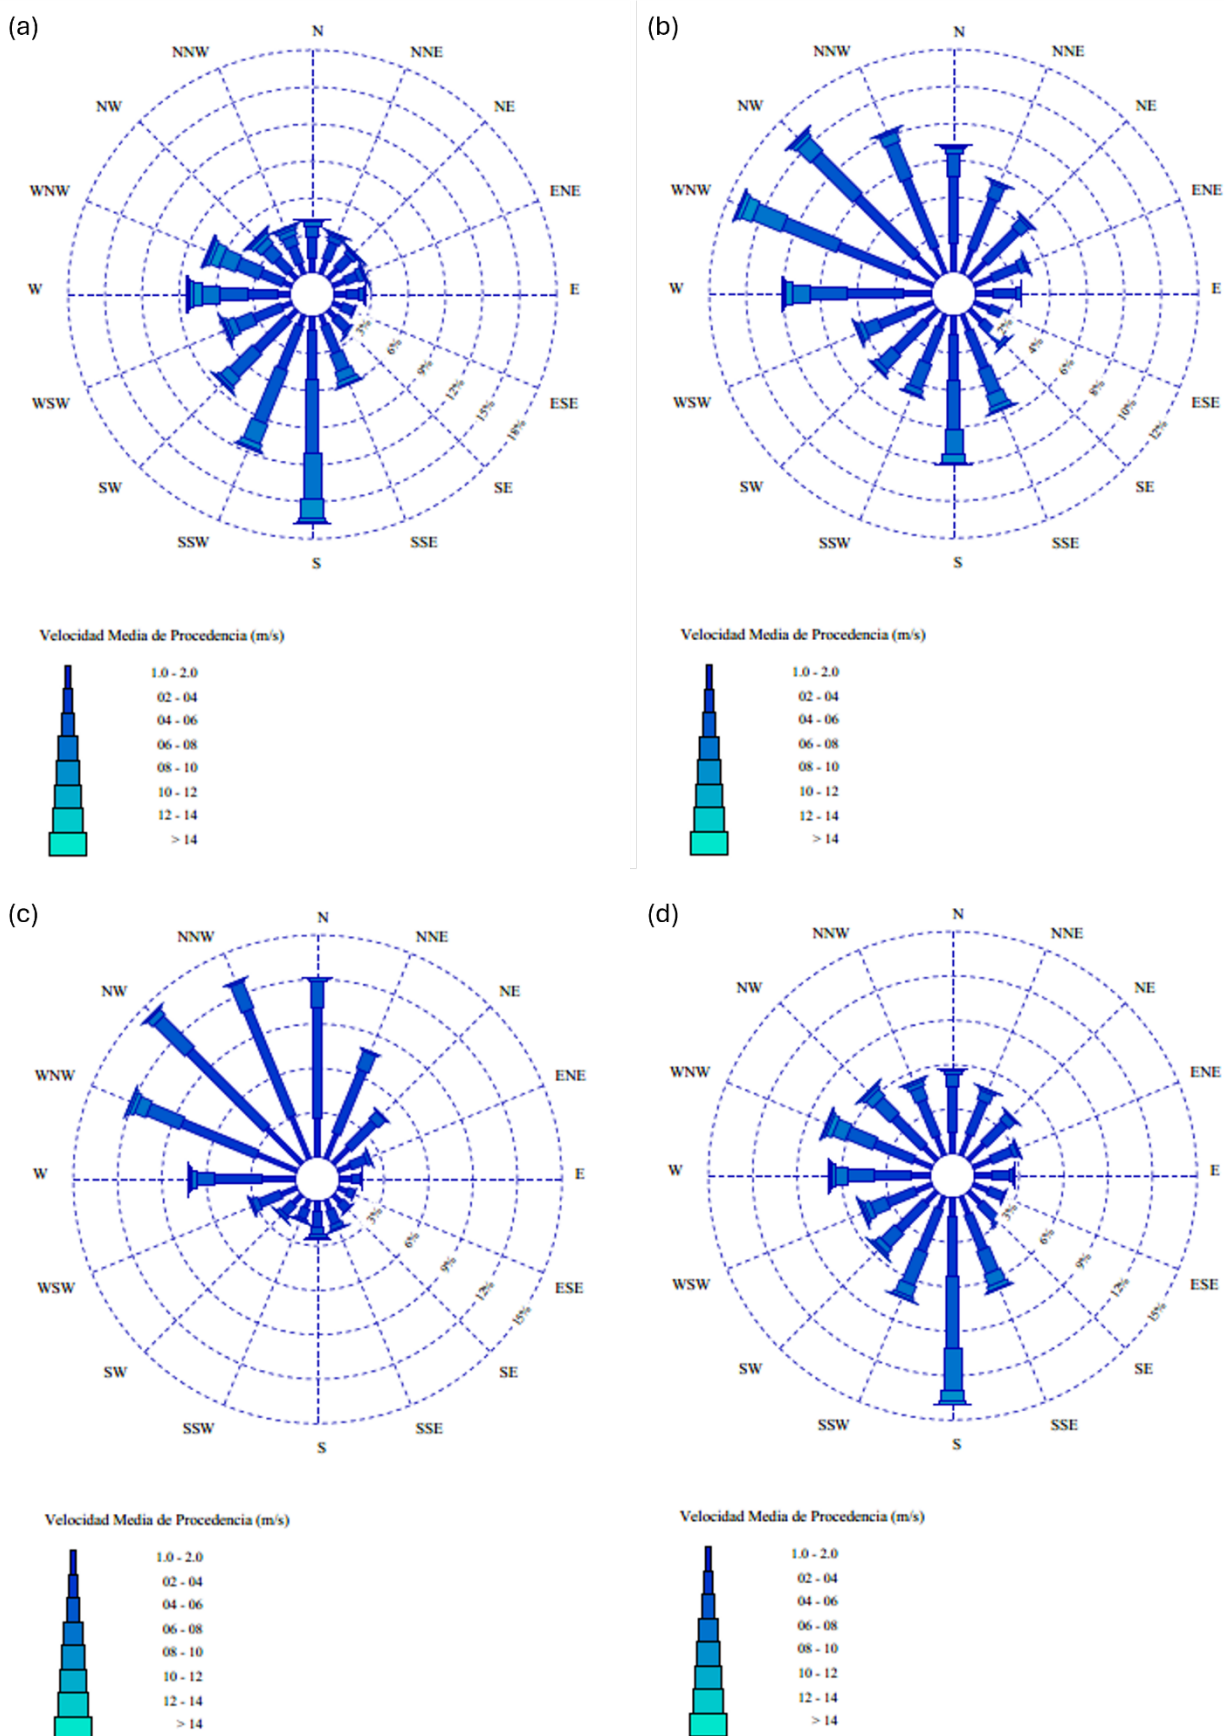 (a)
N
NNW
NNE
NW
NE
WNW
ENE
W
E
3%
6%
9%
12%
15%
18%
WSW
ESE
SW
SE
SSW
SSE
S
Velocidad Media de Procedencia (m/s)
1.0 - 2.0
02 - 04
04 - 06
06 - 08
08 - 10
10 - 12
12 - 14
> 14
(b)
N
NNW
NNE
NW
NE
WNW
ENE
W
E
2%
4%
6%
8%
10%
12%
WSW
ESE
SW
SE
SSW
SSE
S
Velocidad Media de Procedencia (m/s)
1.0 - 2.0
02 - 04
04 - 06
06 - 08
08 - 10
10 - 12
12 - 14
> 14
(c)
N
NNW
NNE
NW
NE
WNW
ENE
W
E
3%
6%
9%
12%
15%
WSW
ESE
SW
SE
SSW
SSE
S
Velocidad Media de Procedencia (m/s)
1.0 - 2.0
02 - 04
04 - 06
06 - 08
08 - 10
10 - 12
12 - 14
> 14
(d)
N
NNW
NNE
NW
NE
WNW
ENE
W
E
3%
6%
9%
12%
15%
WSW
ESE
SW
SE
SSW
SSE
S
Velocidad Media de Procedencia (m/s)
1.0 - 2.0
02 - 04
04 - 06
06 - 08
08 - 10
10 - 12
12 - 14
> 14